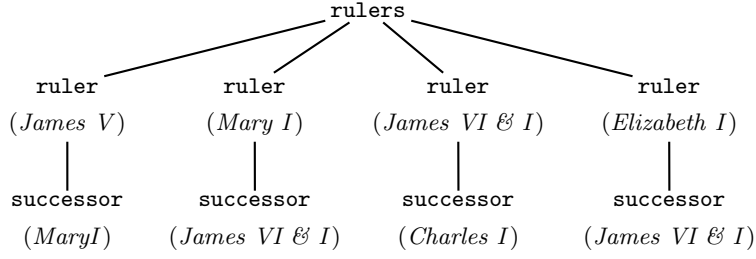 rulers
ruler ruler ruler ruler
(James V) (Mary I) (James VI & I) (Elizabeth I)
successor successor successor successor
(MaryI) (James VI & I) (Charles I) (James VI & I)